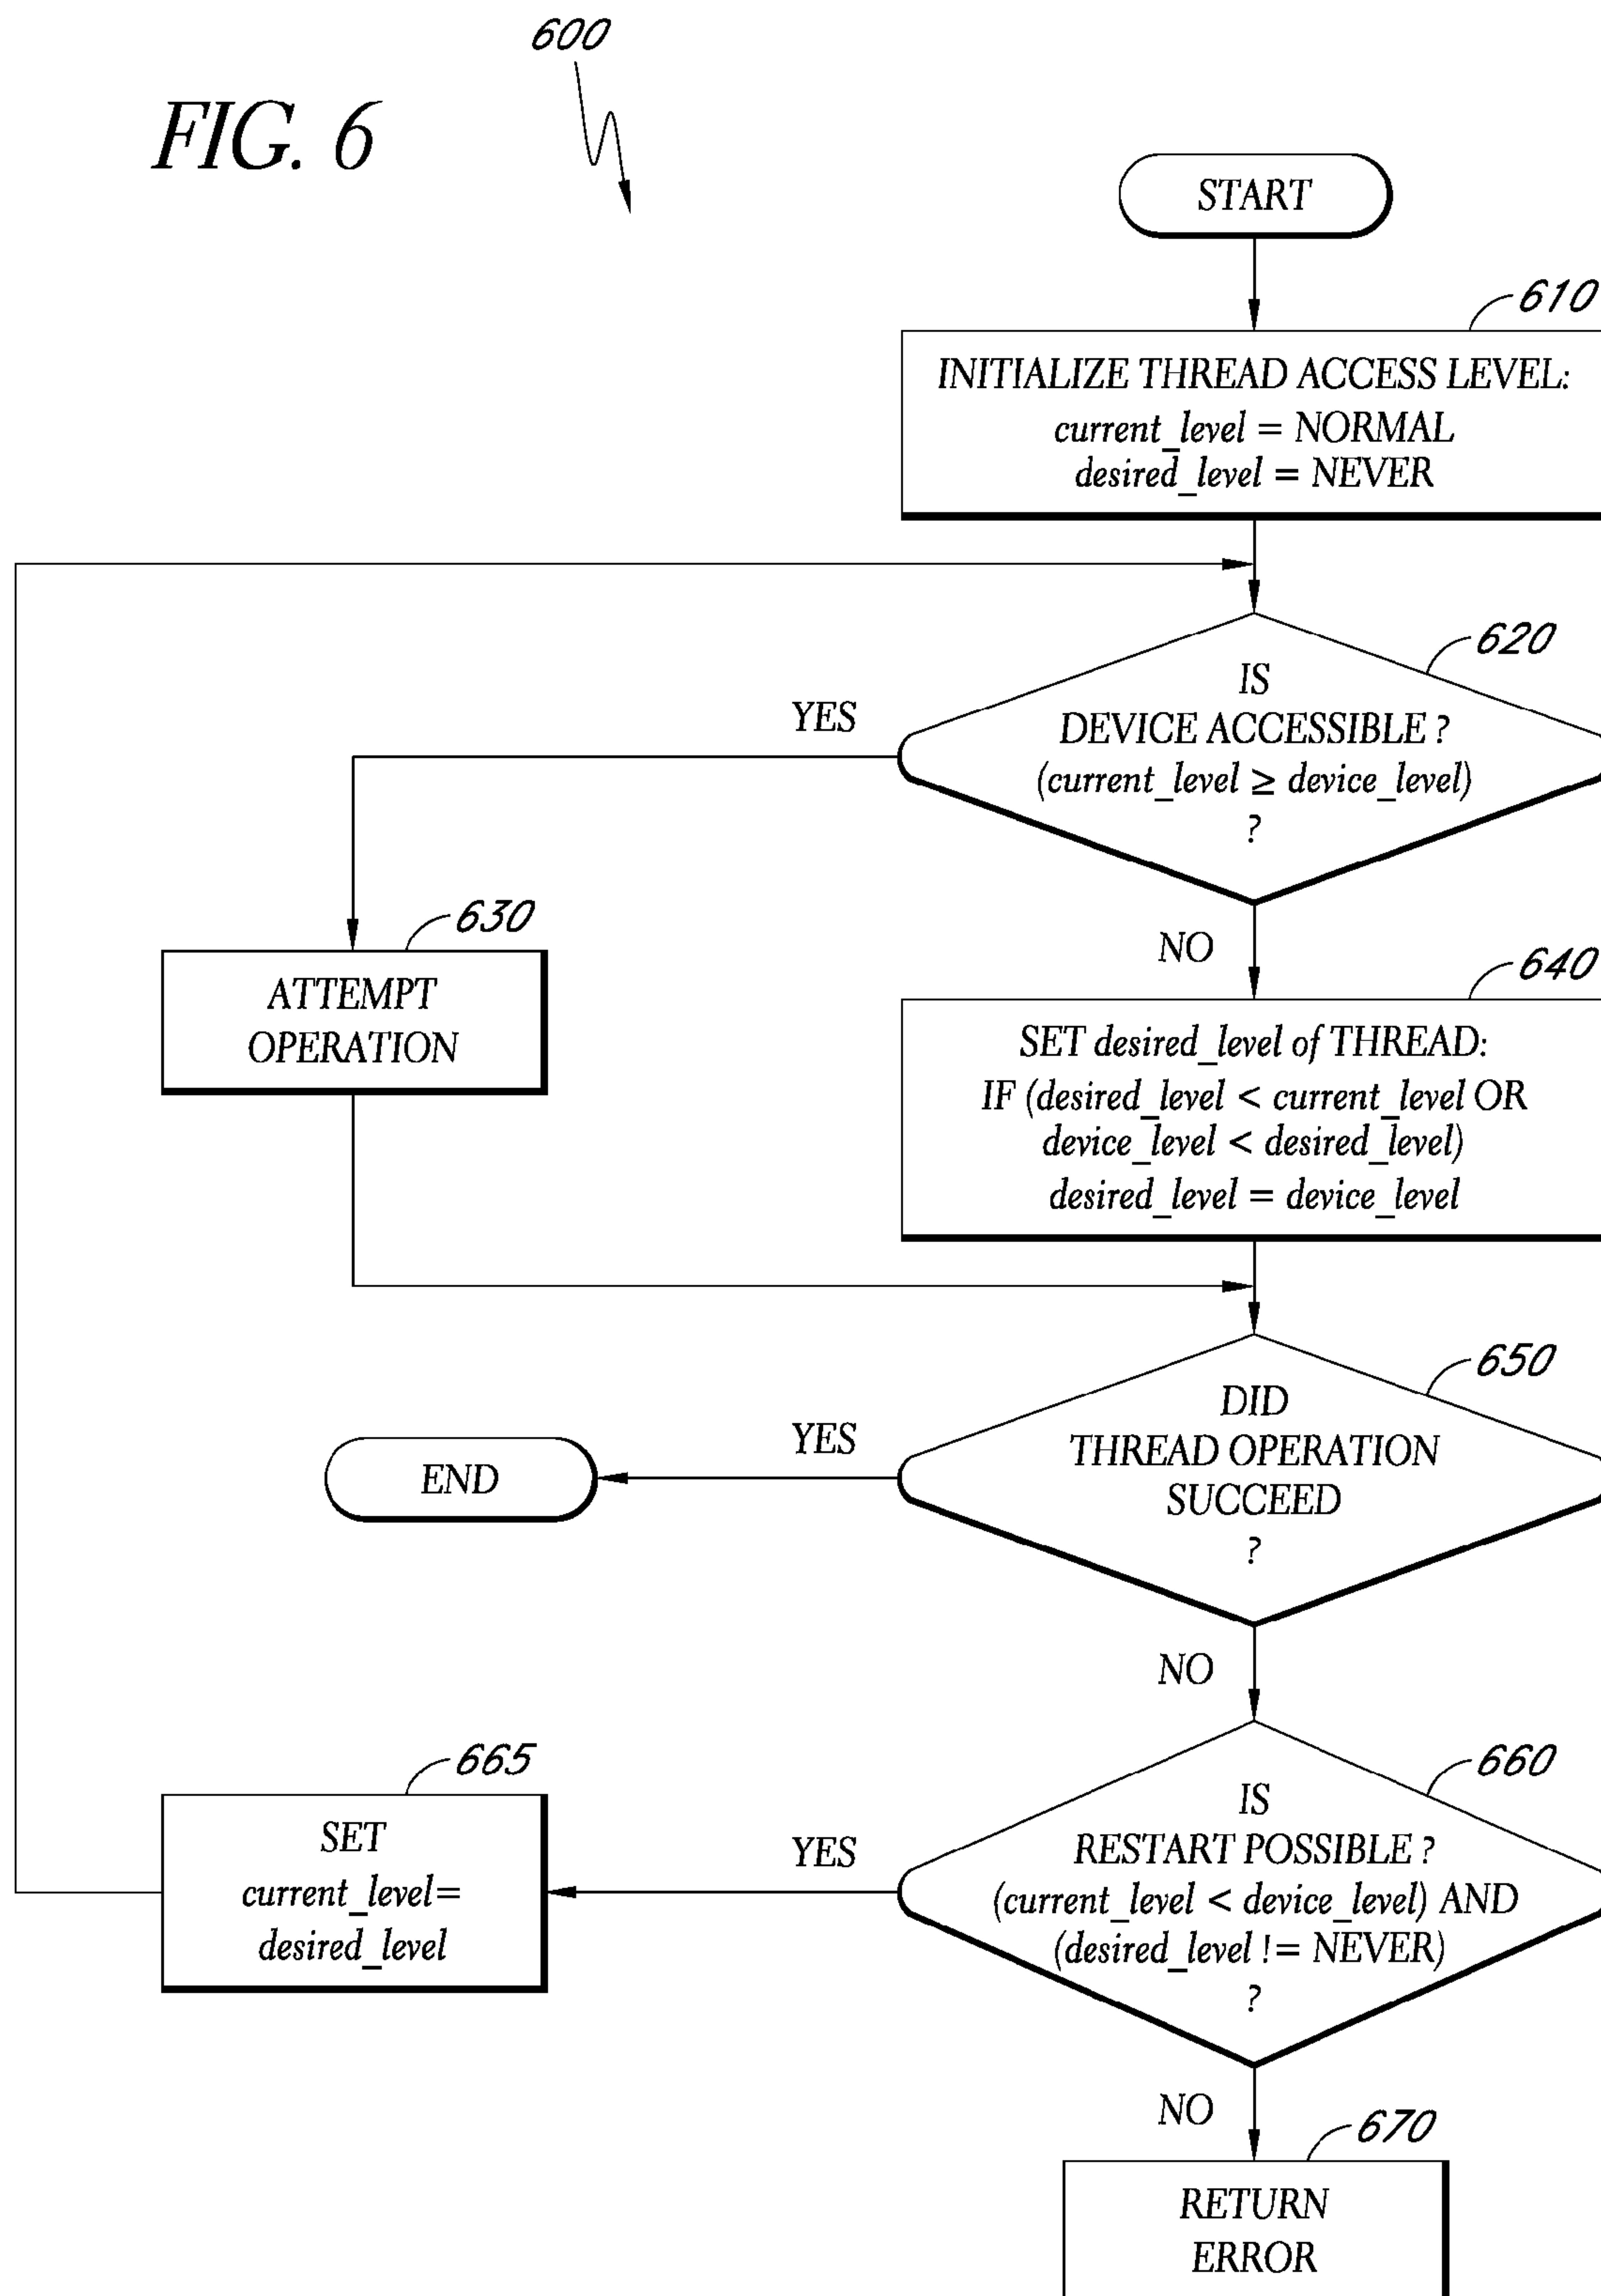 600
FIG. 6
START
610
INITIALIZE THREAD ACCESS LEVEL:
current_level = NORMAL
desired_level = NEVER
620
IS
DEVICE ACCESSIBLE ?
(current_level ≥ device_level)
?
YES
NO
630
ATTEMPT
OPERATION
640
SET desired_level of THREAD:
IF (desired_level < current_level OR
device_level < desired_level)
desired_level = device_level
650
DID
THREAD OPERATION
SUCCEED
?
YES
END
NO
660
IS
RESTART POSSIBLE ?
(current_level < device_level) AND
(desired_level != NEVER)
?
YES
665
SET
current_level=
desired_level
NO
670
RETURN
ERROR